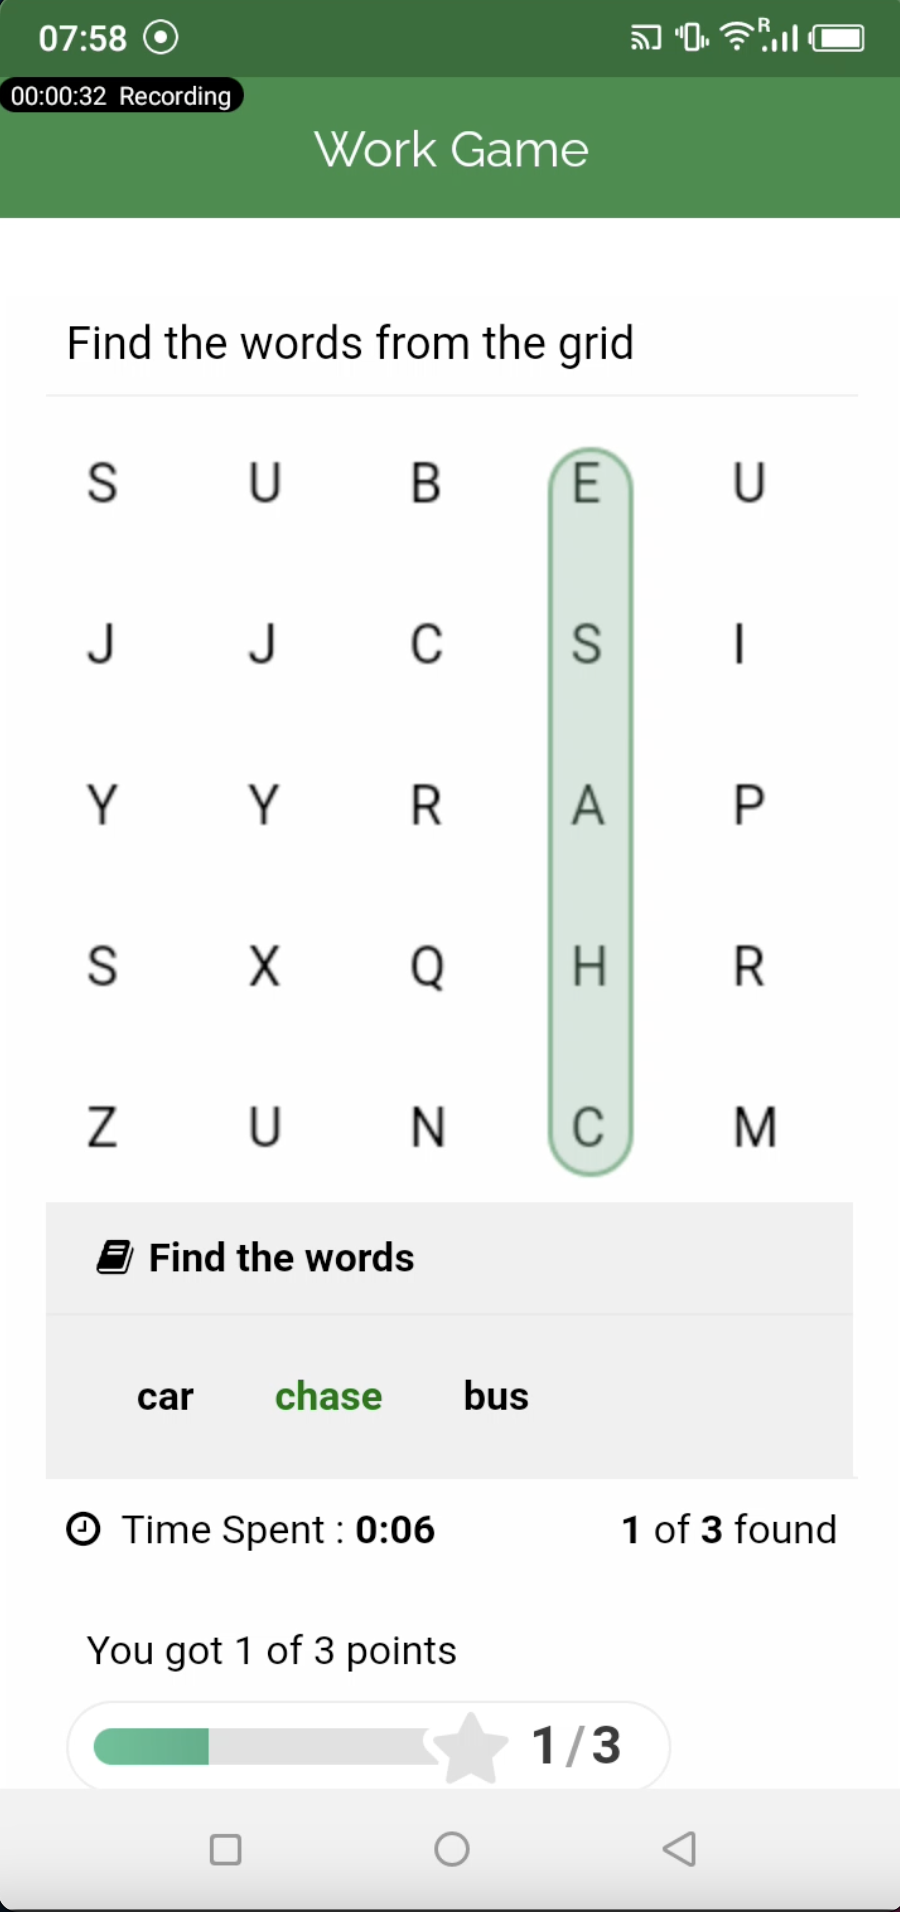 07:58 R
00:00:32 Recording
Work Game
Find the words from the grid
S U B E U
J J C S I
Y Y R A P
S X Q H R
Z U N C M
Find the words
car chase bus
Time Spent : 0:06 1 of 3 found
You got 1 of 3 points
1/3